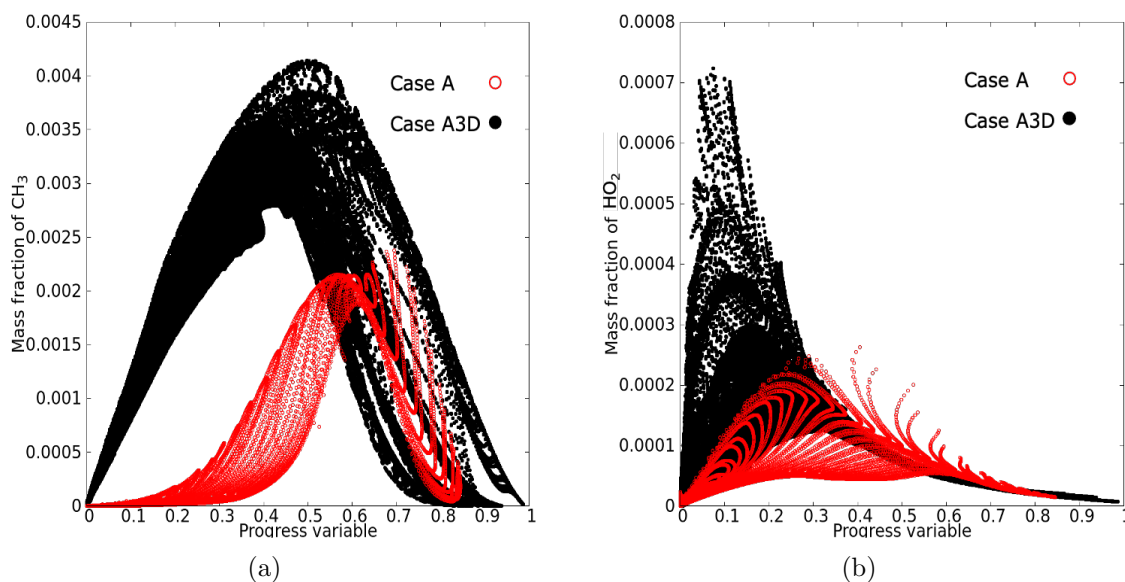 0.0045
0.004
0.0035
0.003
0.0025
0.002
0.0015
0.001
0.0005
0
Mass fraction of CH₃
Case A
Case A3D
0 0.1 0.2 0.3 0.4 0.5 0.6 0.7 0.8 0.9 1
Progress variable
(a)
0.0008
0.0007
0.0006
0.0005
0.0004
0.0003
0.0002
0.0001
0
Mass fraction of HO₂
Case A
Case A3D
0 0.1 0.2 0.3 0.4 0.5 0.6 0.7 0.8 0.9 1
Progress variable
(b)